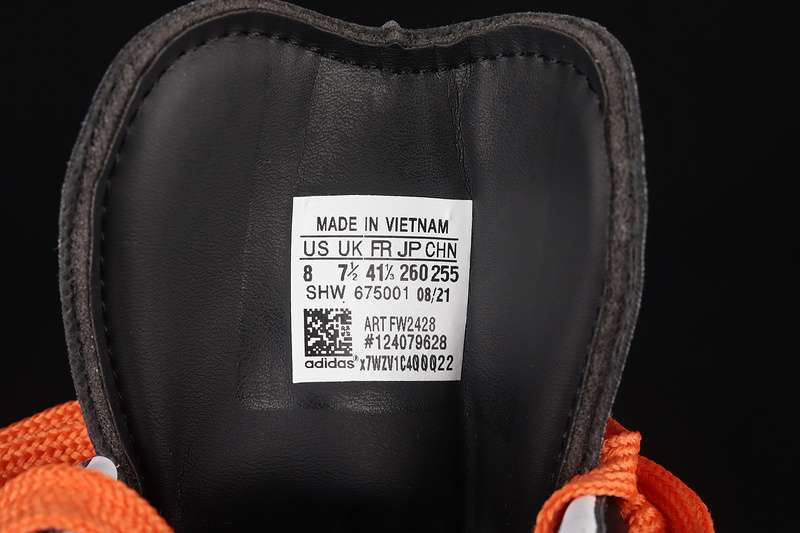 MADE IN VIETNAM
US UK FR JP CHN
8 7½ 41⅓ 260 255
SHW 675001 08/21
ART FW2428
#124079628
adidas® x7WZV1C400022